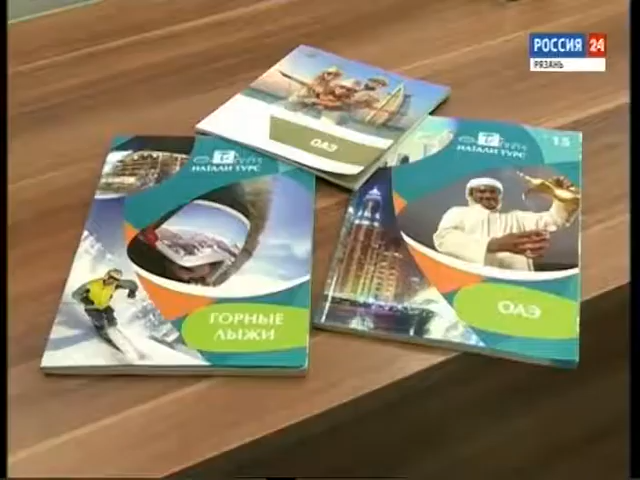 РОССИЯ 24
РЯЗАНЬ
ОАЭ
НАТАЛИ ТУРС
ГОРНЫЕ
ЛЫЖИ
НАТАЛИ ТУРС
15
ОАЭ